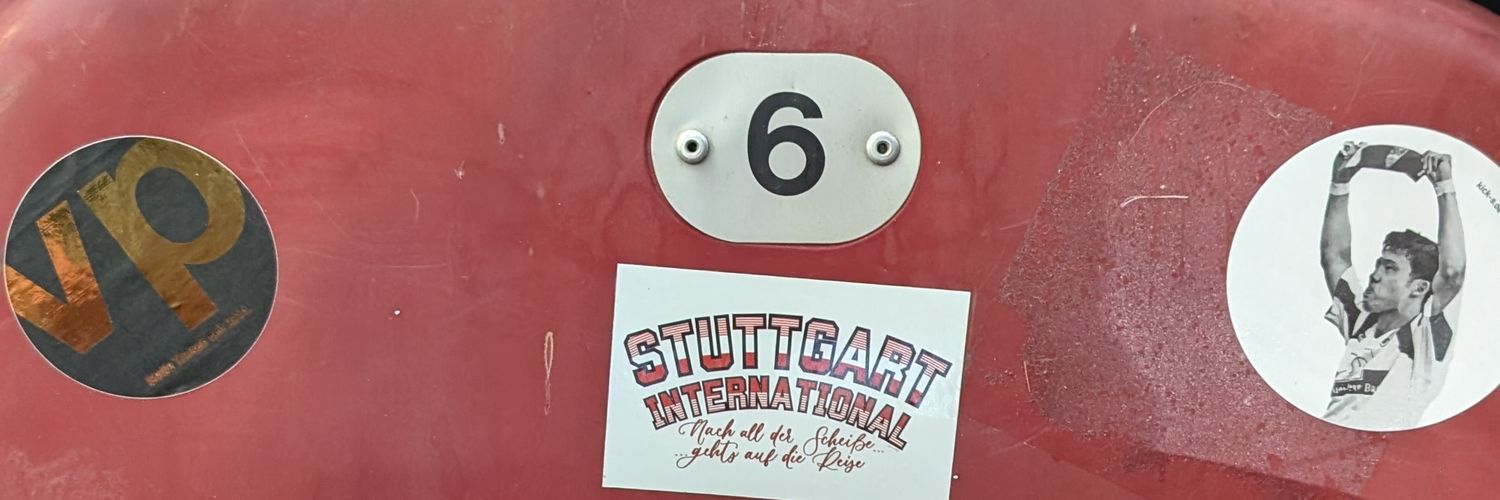 vp
6
STUTTGART
INTERNATIONAL
Nach all der Scheiße...
...gehts auf die Reise